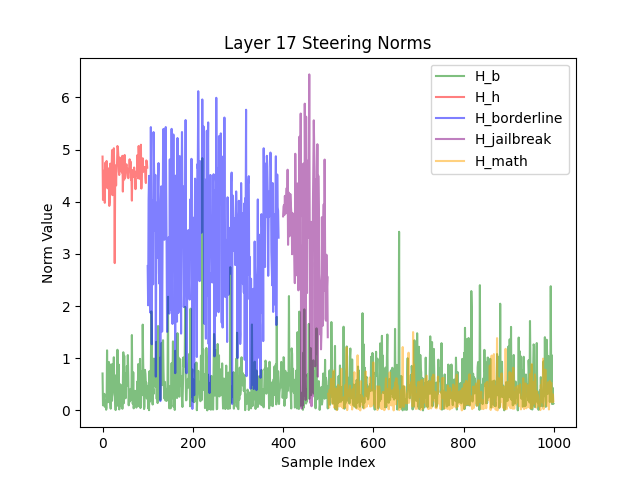 Layer 17 Steering Norms
H_b
H_h
H_borderline
H_jailbreak
H_math
Norm Value
6
5
4
3
2
1
0
0 200 400 600 800 1000
Sample Index